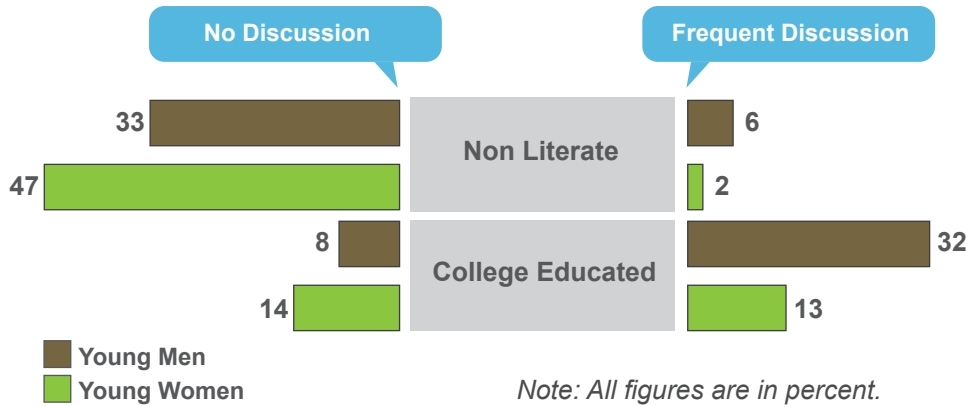 No Discussion
Frequent Discussion
33
Non Literate
6
47
2
8
College Educated
32
14
13
Young Men
Young Women
Note: All figures are in percent.